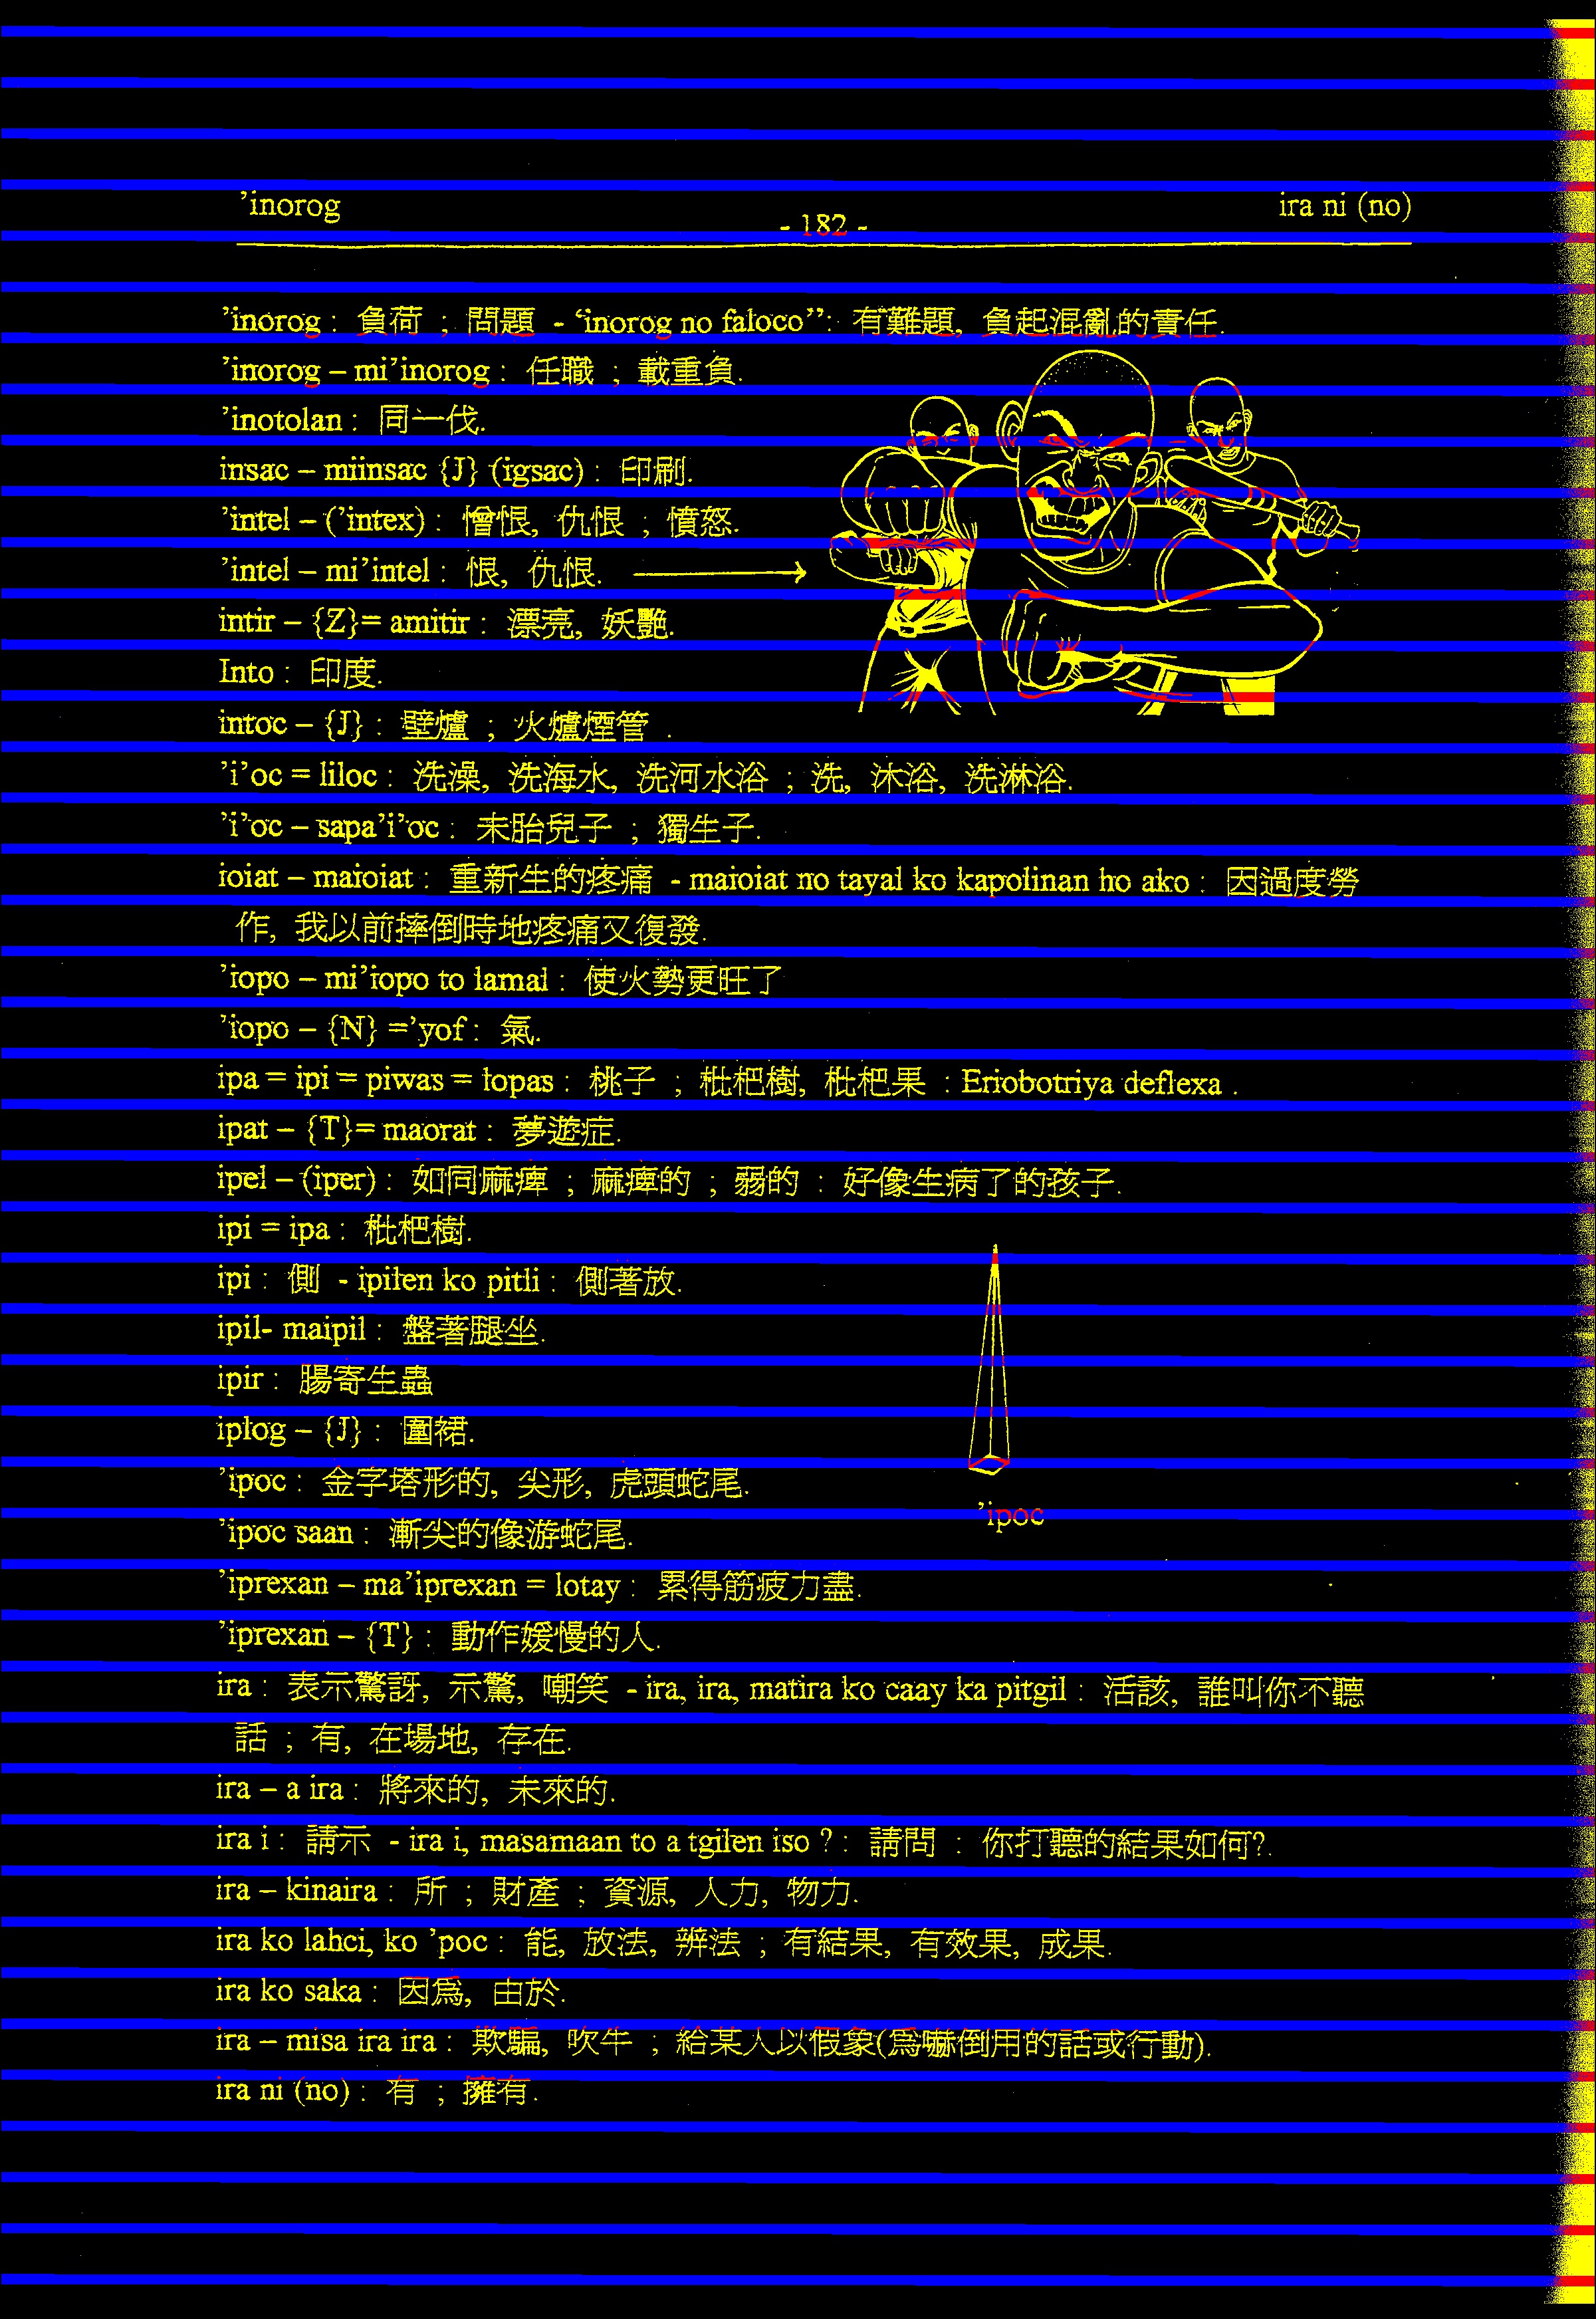 'inorog
- 182 -
ira ni (no)
'inorog : 負荷 ; 問題 - “inorog no faloco”: 有難題, 負起混亂的責任.
'inorog – mi'inorog : 任職 ; 載重負.
'inotolan : 同一伐.
insac – miinsac {J} (igsac) : 印刷.
'intel – ('intex) : 憎恨, 仇恨 ; 憤怒.
'intel – mi'intel : 恨, 仇恨.
intir – {Z}= amitir : 漂亮, 妖艷.
Into : 印度.
intoc – {J} : 壁爐 ; 火爐煙管 .
'i'oc = liloc : 洗澡, 洗海水, 洗河水浴 ; 洗, 沐浴, 洗淋浴.
'i'oc – sapa'i'oc : 末胎兒子 ; 獨生子.
ioiat – maioiat : 重新生的疼痛 - maioiat no tayal ko kapolinan ho ako : 因過度勞
作, 我以前摔倒時地疼痛又復發.
'iopo – mi'iopo to lamal : 使火勢更旺了
'iopo – {N} ='yof : 氣.
ipa = ipi = piwas = lopas : 桃子 ; 枇杷樹, 枇杷果 : Eriobotriya deflexa .
ipat – {T}= maorat : 夢遊症.
ipel – (iper) : 如同麻痺 ; 麻痺的 ; 弱的 : 好像生病了的孩子.
ipi = ipa : 枇杷樹.
ipi : 側 - ipilen ko pitli : 側著放.
ipil- maipil : 盤著腿坐.
ipir : 腸寄生蟲
iplog – {J} : 圍裙.
'ipoc : 金字塔形的, 尖形, 虎頭蛇尾.
'ipoc
'ipoc saan : 漸尖的像游蛇尾.
'iprexan – ma'iprexan = lotay : 累得筋疲力盡.
'iprexan – {T} : 動作媛慢的人.
ira : 表示驚訝, 示驚, 嘲笑 - ira, ira, matira ko caay ka pitgil : 活該, 誰叫你不聽
話 ; 有, 在場地, 存在.
ira – a ira : 將來的, 未來的.
ira i : 請示 - ira i, masamaan to a tgilen iso ? : 請問 : 你打聽的結果如何?.
ira – kinaira : 所 ; 財產 ; 資源, 人力, 物力.
ira ko lahci, ko 'poc : 能, 放法, 辨法 ; 有結果, 有效果, 成果.
ira ko saka : 因為, 由於.
ira – misa ira ira : 欺騙, 吹牛 ; 給某人以假象(為嚇倒用的話或行動).
ira ni (no) : 有 ; 擁有.